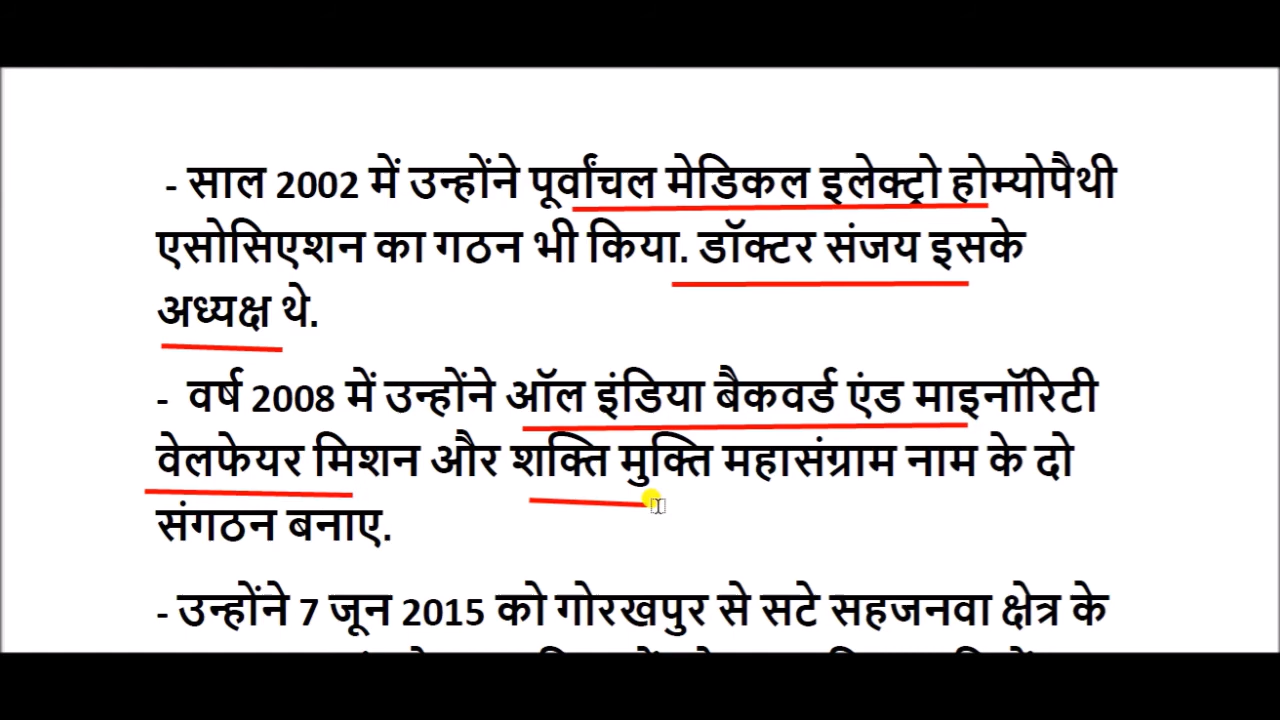 - साल 2002 में उन्होंने पूर्वांचल मेडिकल इलेक्ट्रो होम्योपैथी
एसोसिएशन का गठन भी किया. डॉक्टर संजय इसके
अध्यक्ष थे.
- वर्ष 2008 में उन्होंने ऑल इंडिया बैकवर्ड एंड माइनॉरिटी
वेलफेयर मिशन और शक्ति मुक्ति महासंग्राम नाम के दो
संगठन बनाए.
- उन्होंने 7 जून 2015 को गोरखपुर से सटे सहजनवा क्षेत्र के